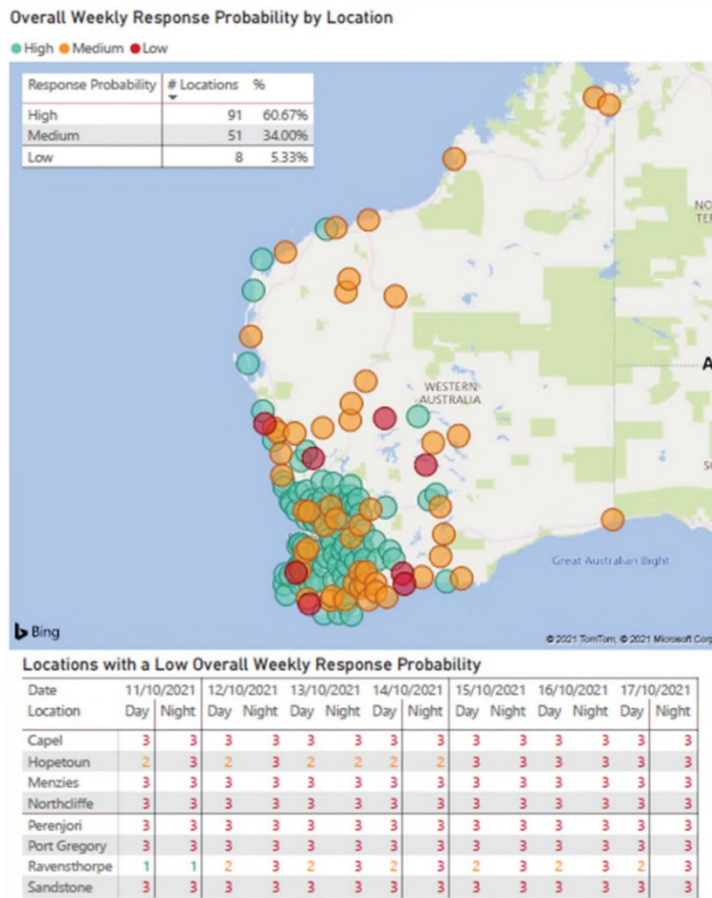 Overall Weekly Response Probability by Location
High Medium Low
Response Probability # Locations %
High 91 60.67%
Medium 51 34.00%
Low 8 5.33%
WESTERN
AUSTRALIA
Great Australian Bight
Bing
© 2021 TomTom, © 2021 Microsoft Corp
Locations with a Low Overall Weekly Response Probability
Date 11/10/2021 12/10/2021 13/10/2021 14/10/2021 15/10/2021 16/10/2021 17/10/2021
Location Day Night Day Night Day Night Day Night Day Night Day Night Day Night
Capel 3 3 3 3 3 3 3 3 3 3 3 3 3 3
Hopetoun 2 3 2 3 2 2 2 2 3 3 3 3 3 3
Menzies 3 3 3 3 3 3 3 3 3 3 3 3 3 3
Northcliffe 3 3 3 3 3 3 3 3 3 3 3 3 3 3
Perenjori 3 3 3 3 3 3 3 3 3 3 3 3 3 3
Port Gregory 3 3 3 3 3 3 3 3 3 3 3 3 3 3
Ravensthorpe 1 1 2 3 2 3 2 3 2 3 2 3 2 3
Sandstone 3 3 3 3 3 3 3 3 3 3 3 3 3 3